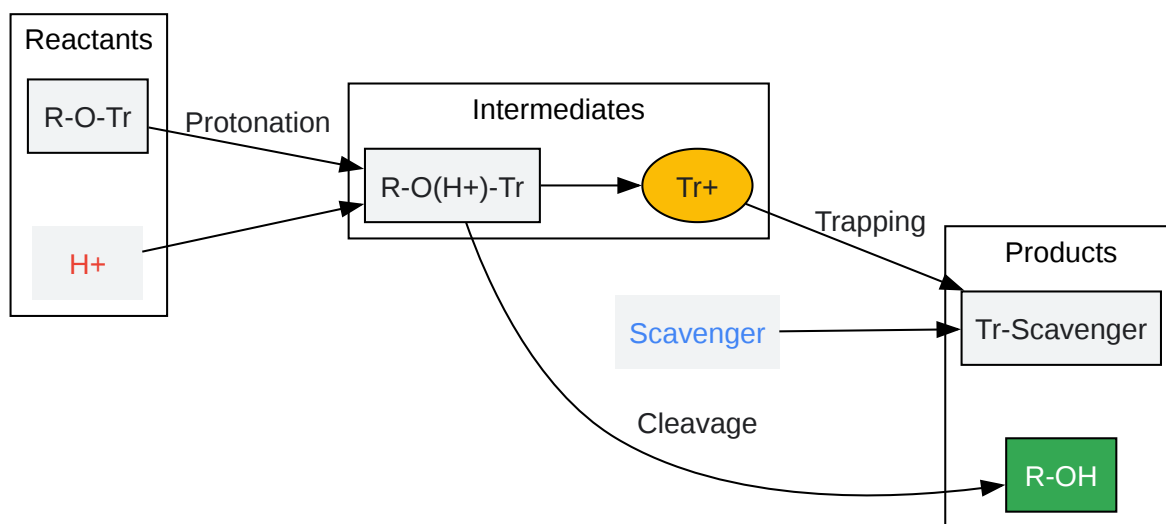 Reactants
R-O-Tr
H+
Protonation
Intermediates
R-O(H+)-Tr
Tr+
Trapping
Scavenger
Cleavage
Products
Tr-Scavenger
R-OH